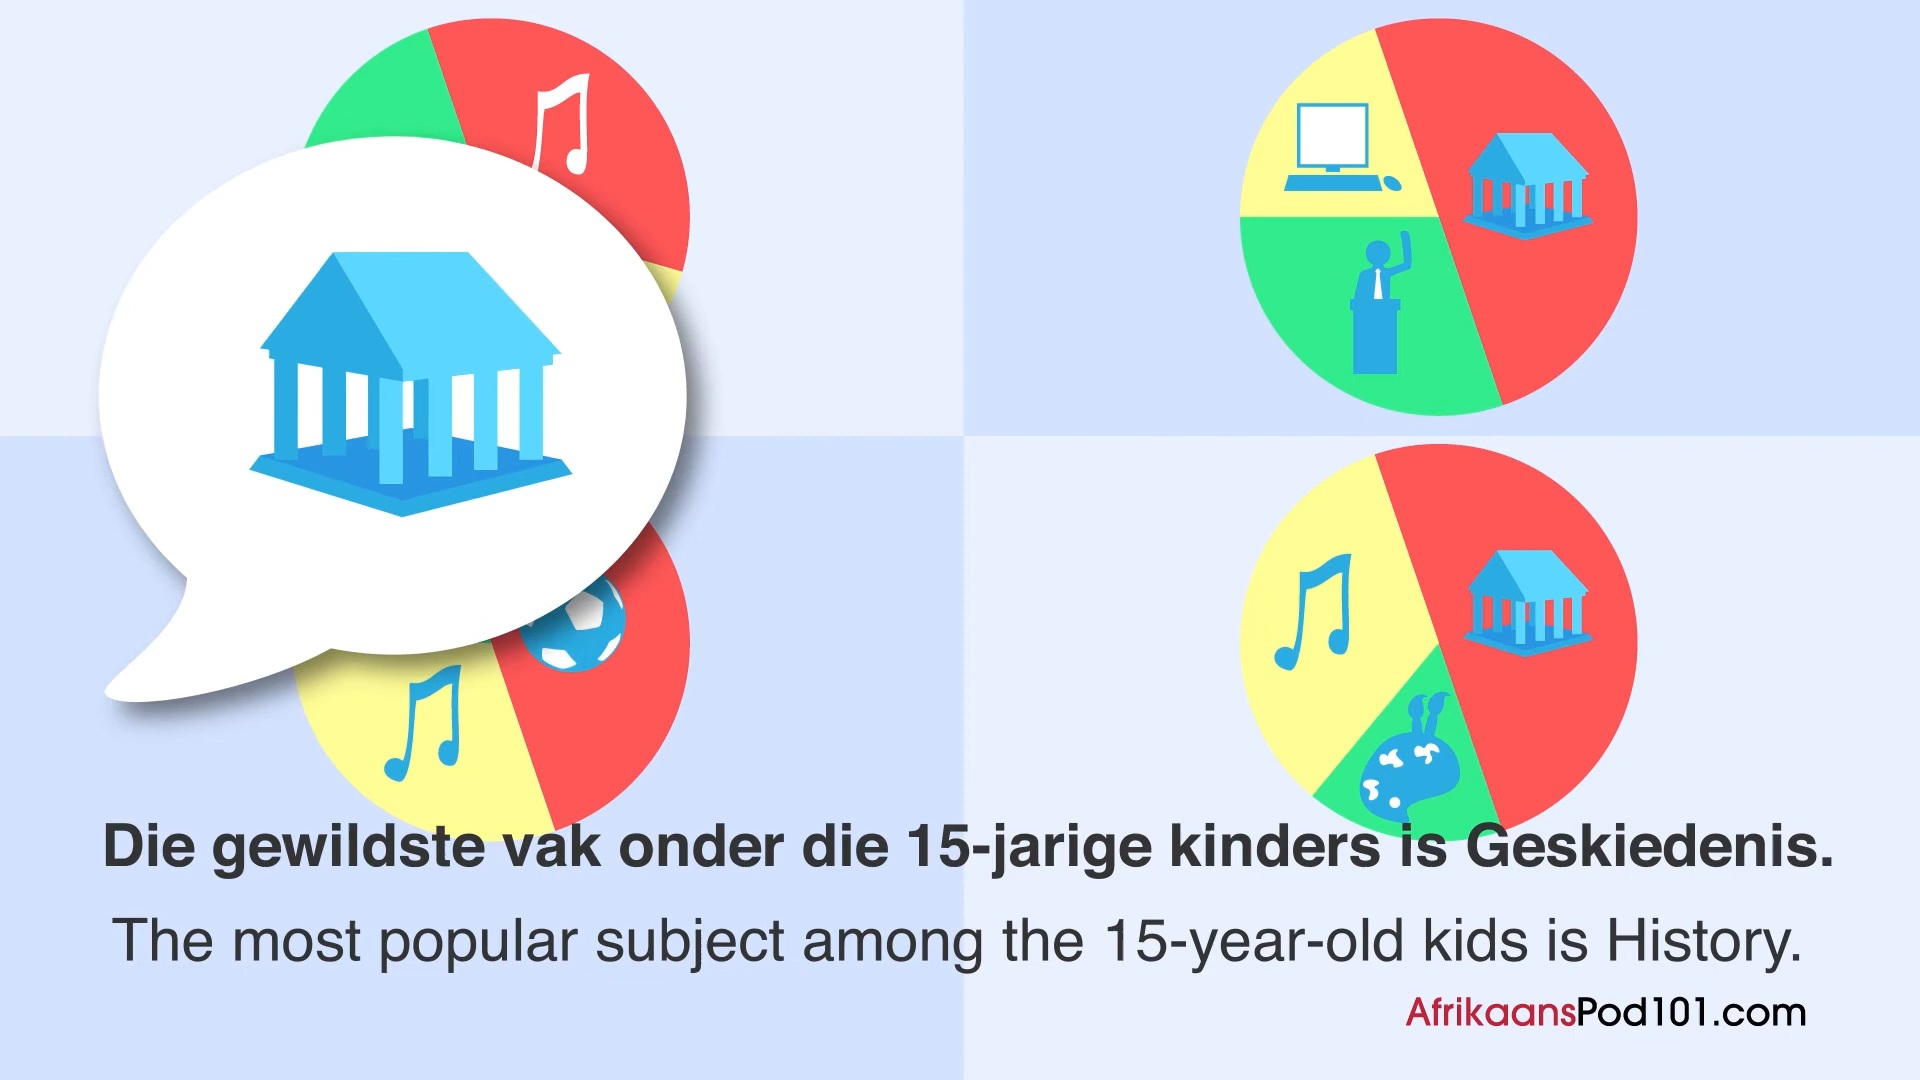 Die gewildste vak onder die 15-jarige kinders is Geskiedenis.
The most popular subject among the 15-year-old kids is History.
AfrikaansPod101.com